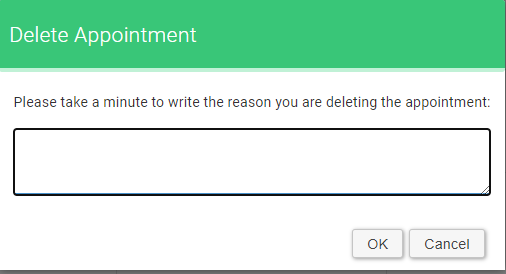 Delete Appointment
Please take a minute to write the reason you are deleting the appointment:
OK Cancel